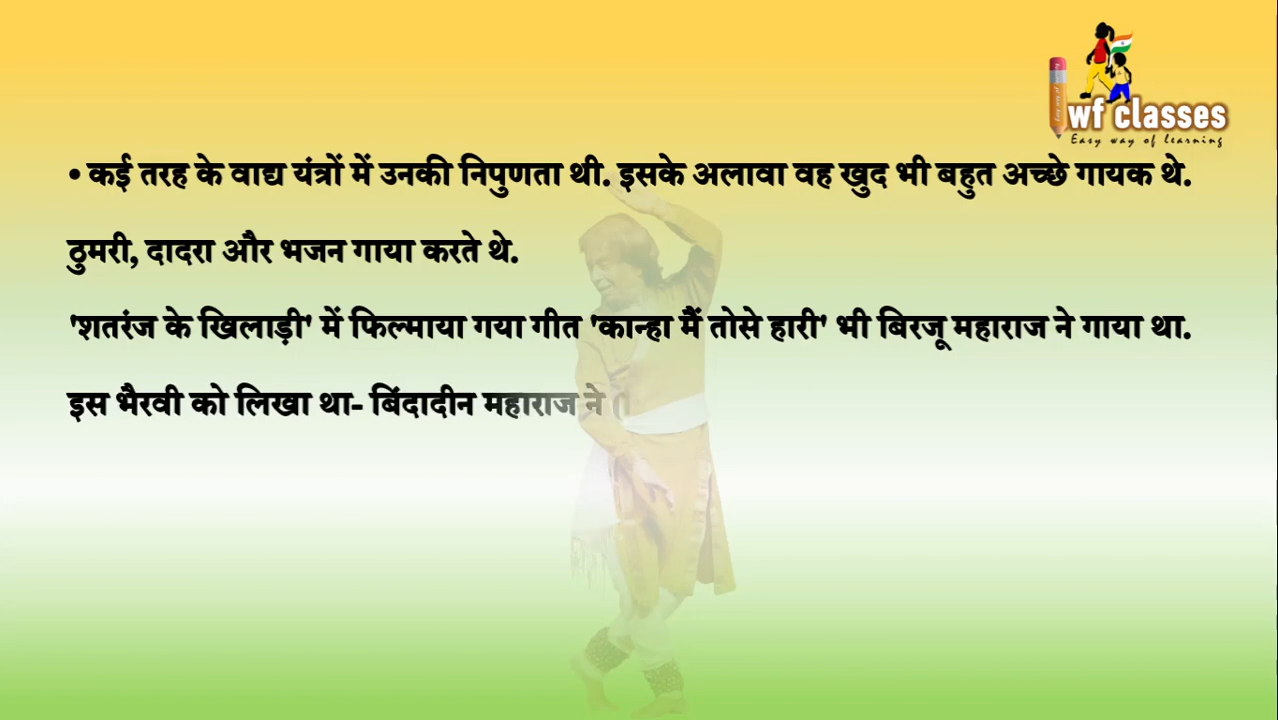 wf classes
Easy way of learning
• कई तरह के वाद्य यंत्रों में उनकी निपुणता थी. इसके अलावा वह खुद भी बहुत अच्छे गायक थे.
ठुमरी, दादरा और भजन गाया करते थे.
'शतरंज के खिलाड़ी' में फिल्माया गया गीत 'कान्हा मैं तोसे हारी' भी बिरजू महाराज ने गाया था.
इस भैरवी को लिखा था- बिंदादीन महाराज ने